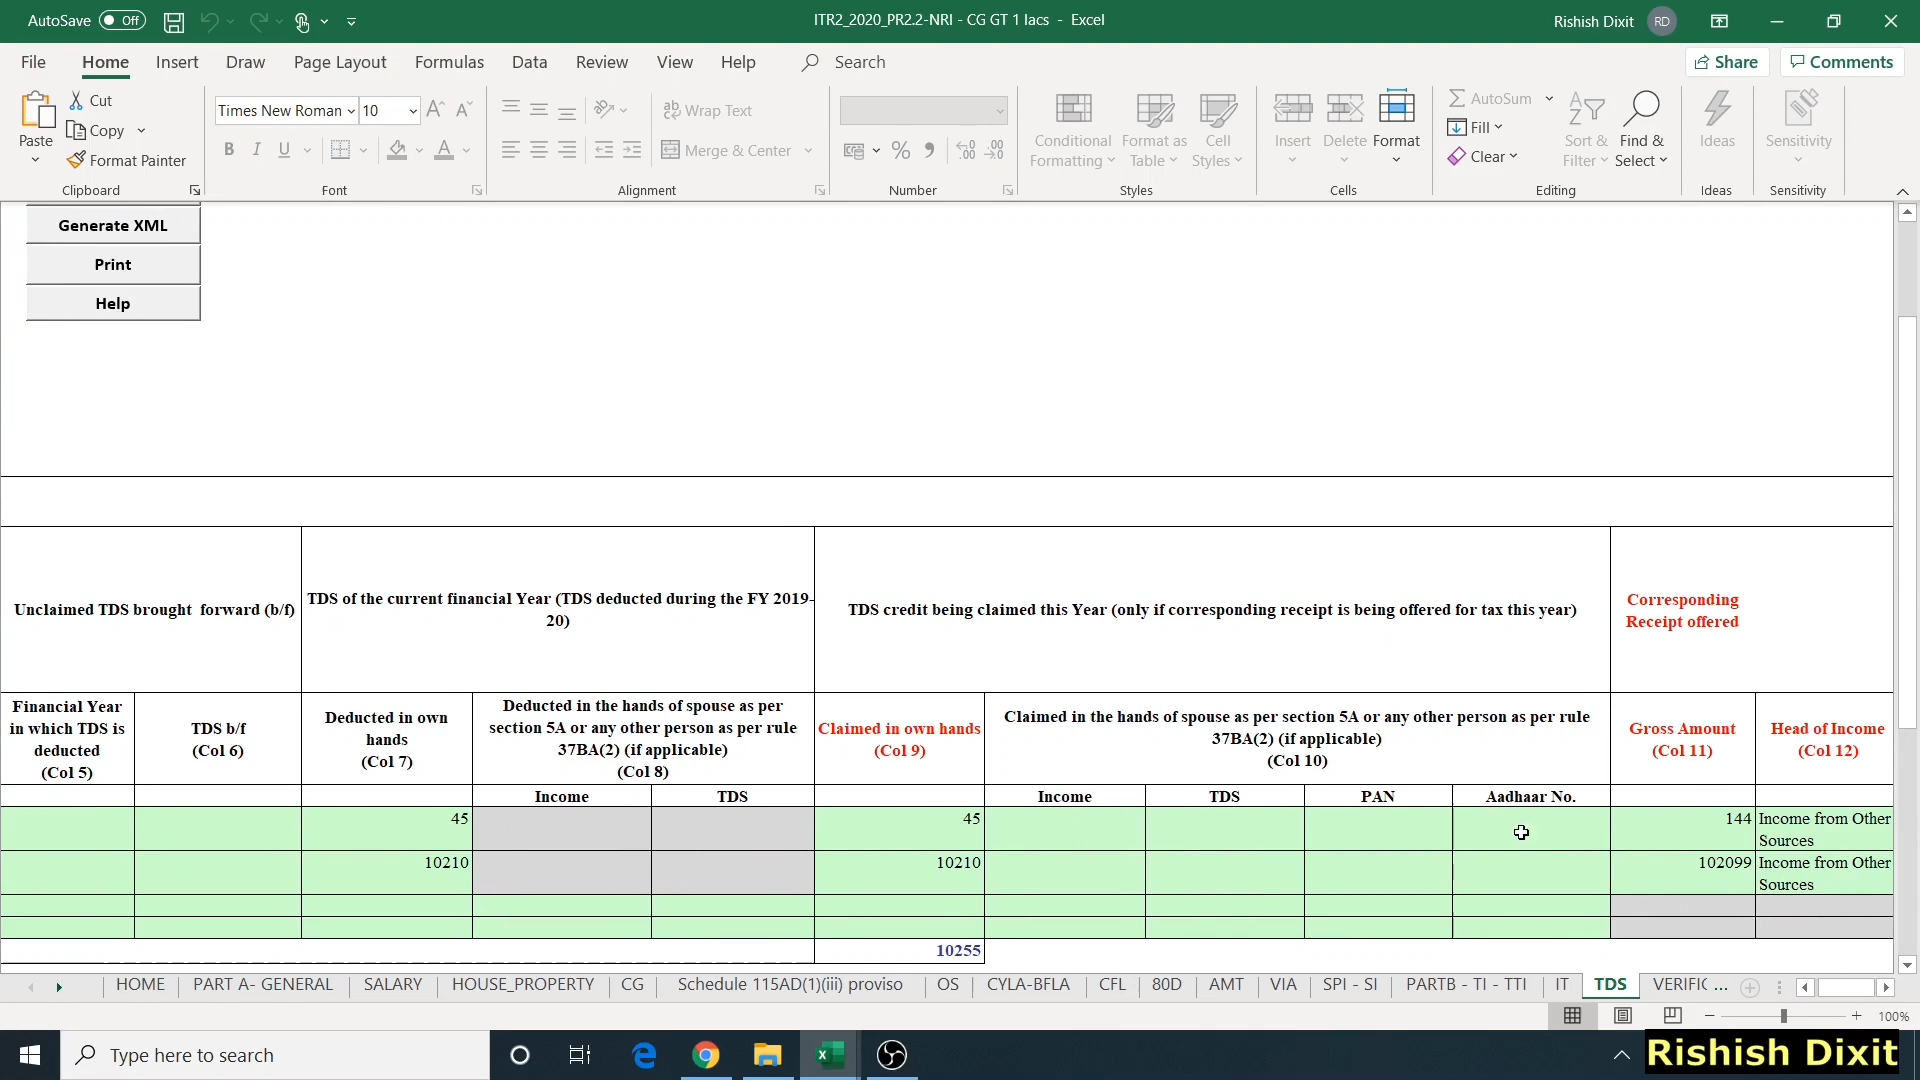 AutoSave Off
ITR2_2020_PR2.2-NRI - CG GT 1 lacs - Excel
Rishish Dixit RD
File Home Insert Draw Page Layout Formulas Data Review View Help Search
Share Comments
Paste
Cut
Copy
Format Painter
Clipboard
Times New Roman 10
B I U
Font
Wrap Text
Merge & Center
Alignment
Number
Conditional Formatting
Format as Table
Cell Styles
Styles
Insert Delete Format
Cells
AutoSum
Fill
Clear
Sort & Filter
Find & Select
Editing
Ideas
Ideas
Sensitivity
Sensitivity
Generate XML
Print
Help
Unclaimed TDS brought forward (b/f)
TDS of the current financial Year (TDS deducted during the FY 2019-
20)
TDS credit being claimed this Year (only if corresponding receipt is being offered for tax this year)
Corresponding
Receipt offered
Financial Year
in which TDS is
deducted
(Col 5)
TDS b/f
(Col 6)
Deducted in own
hands
(Col 7)
Deducted in the hands of spouse as per
section 5A or any other person as per rule
37BA(2) (if applicable)
(Col 8)
Claimed in own hands
(Col 9)
Claimed in the hands of spouse as per section 5A or any other person as per rule
37BA(2) (if applicable)
(Col 10)
Gross Amount
(Col 11)
Head of Income
(Col 12)
Income TDS Income TDS PAN Aadhaar No.
45 45 144 Income from Other
Sources
10210 10210 102099 Income from Other
Sources
10255
HOME PART A- GENERAL SALARY HOUSE_PROPERTY CG Schedule 115AD(1)(iii) proviso OS CYLA-BFLA CFL 80D AMT VIA SPI - SI PARTB - TI - TTI IT TDS VERIFIC ...
100%
Type here to search
Rishish Dixit